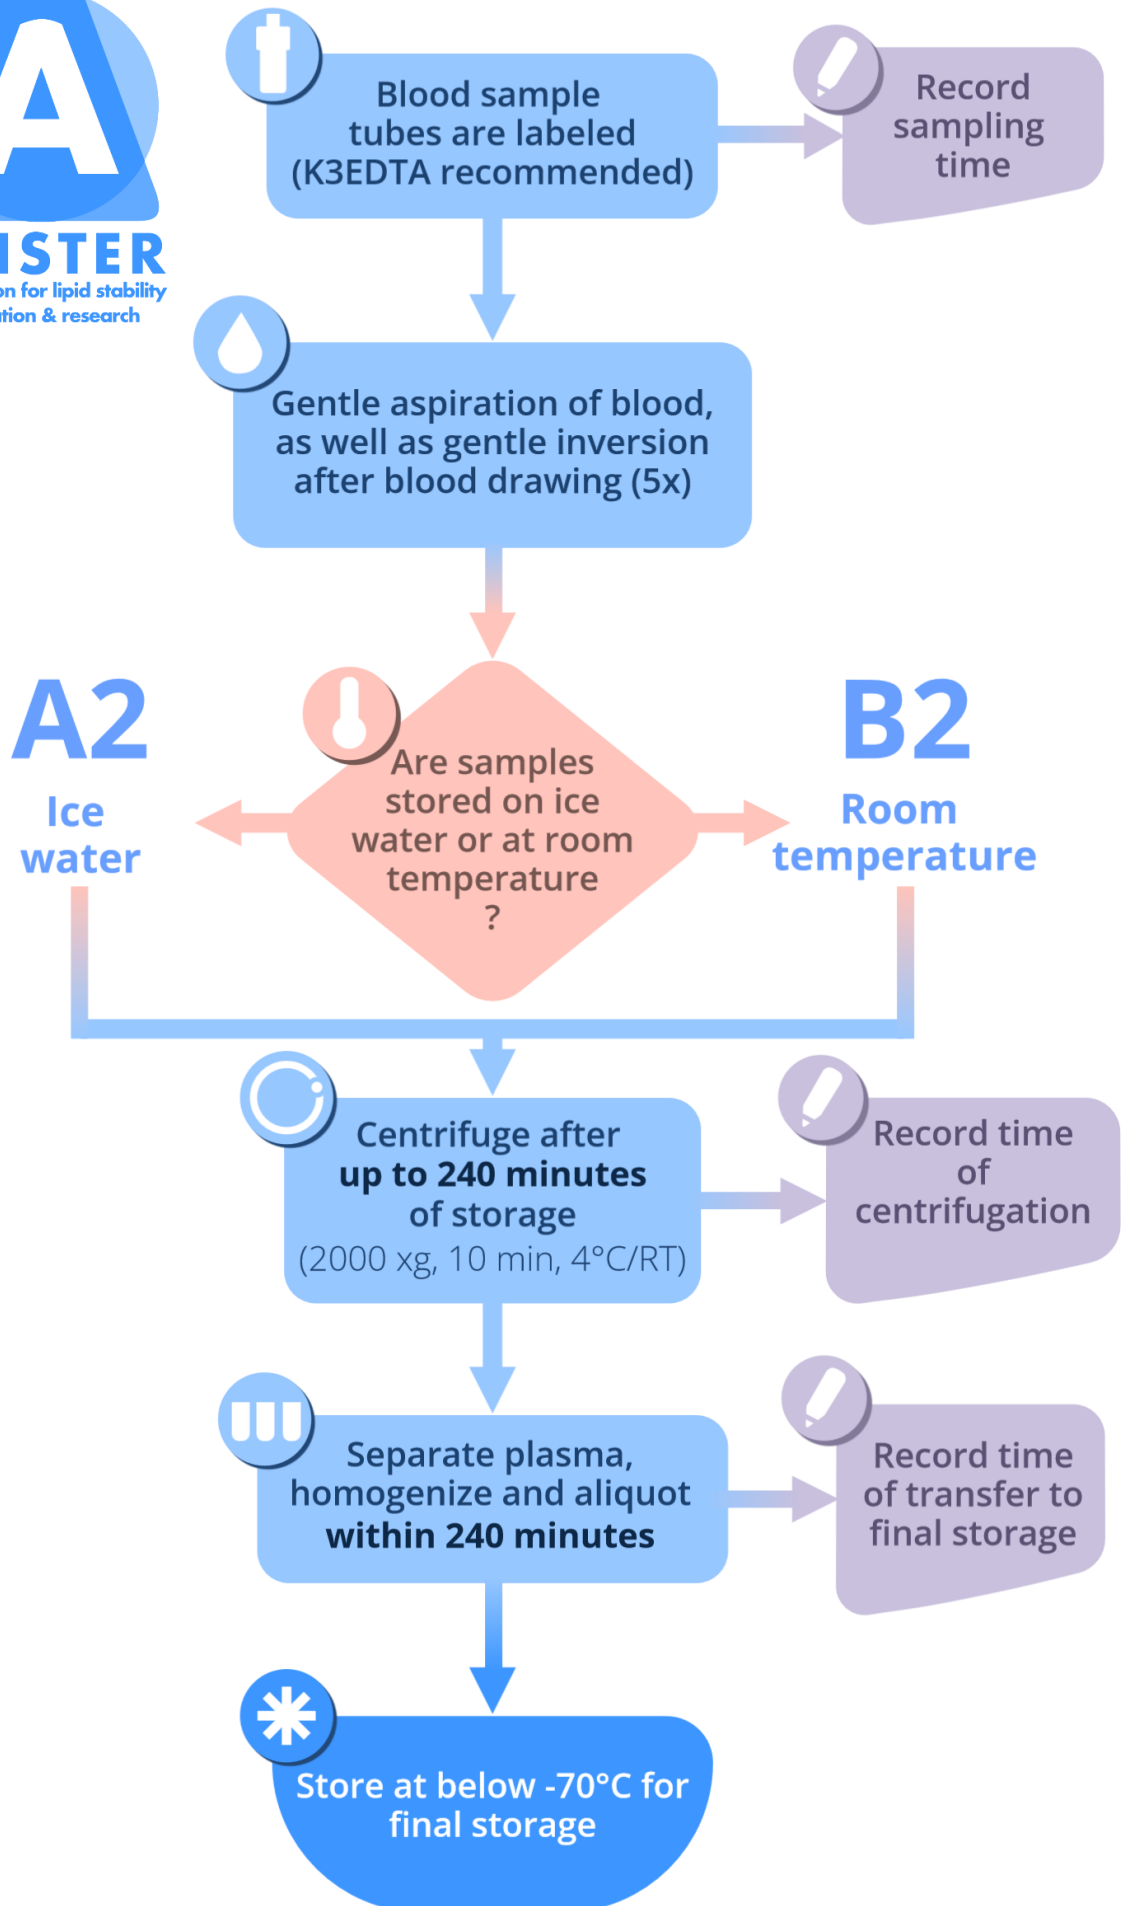 A
ISTER
on for lipid stability
tion & research
Blood sample
tubes are labeled
(K3EDTA recommended)
Record
sampling
time
Gentle aspiration of blood,
as well as gentle inversion
after blood drawing (5x)
A2
Ice
water
Are samples
stored on ice
water or at room
temperature
?
B2
Room
temperature
Centrifuge after
up to 240 minutes
of storage
(2000 xg, 10 min, 4°C/RT)
Record time
of
centrifugation
Separate plasma,
homogenize and aliquot
within 240 minutes
Record time
of transfer to
final storage
Store at below -70°C for
final storage